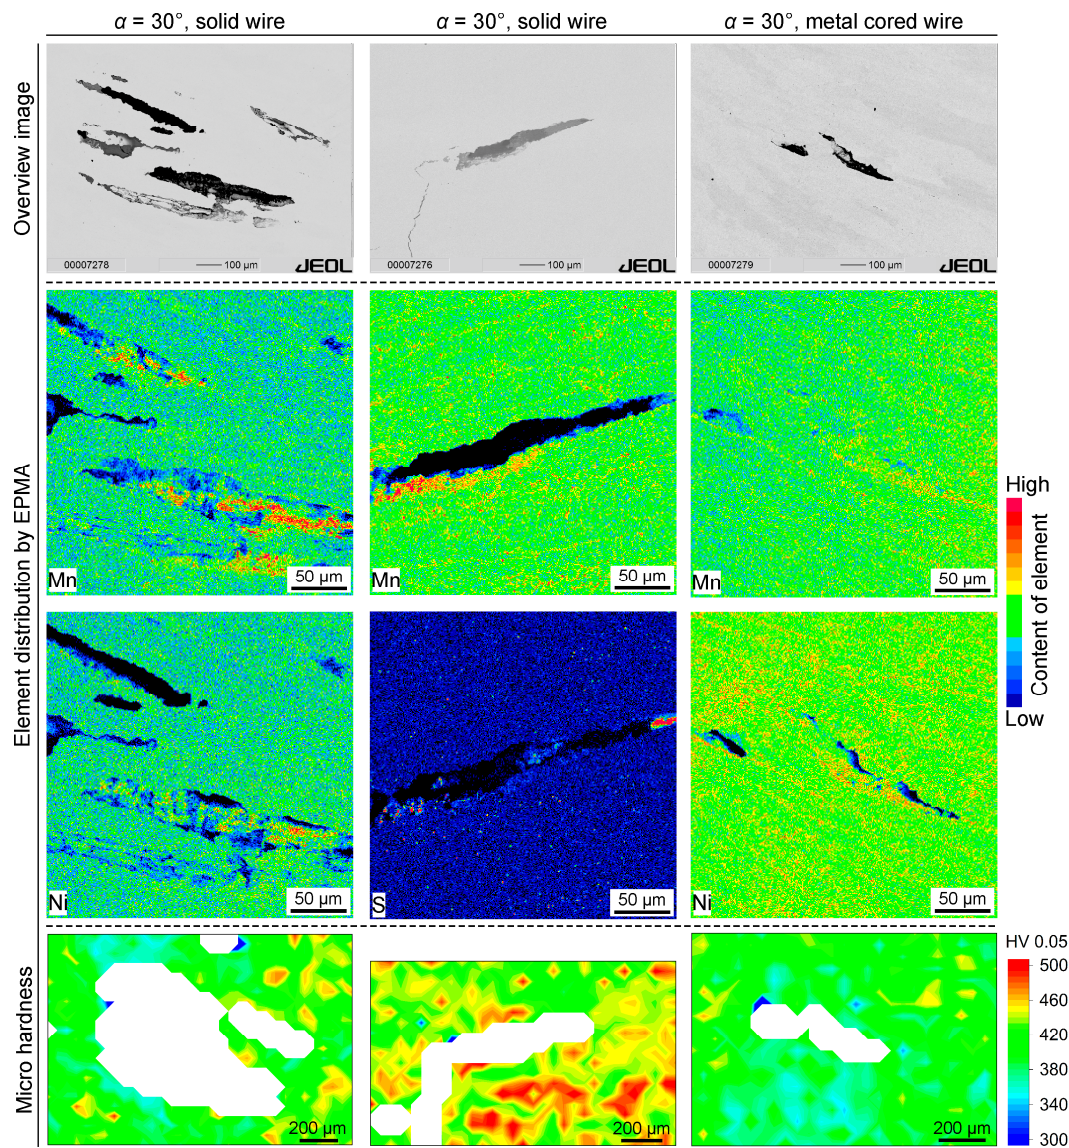 α = 30°, solid wire
α = 30°, solid wire
α = 30°, metal cored wire
Overview image
00007278
100 µm
JEOL
00007276
100 µm
JEOL
00007279
100 µm
JEOL
Element distribution by EPMA
Mn
50 µm
Mn
50 µm
Mn
50 µm
High
Content of element
Low
Ni
50 µm
S
50 µm
Ni
50 µm
Micro hardness
200 µm
200 µm
200 µm
HV 0.05
500
460
420
380
340
300